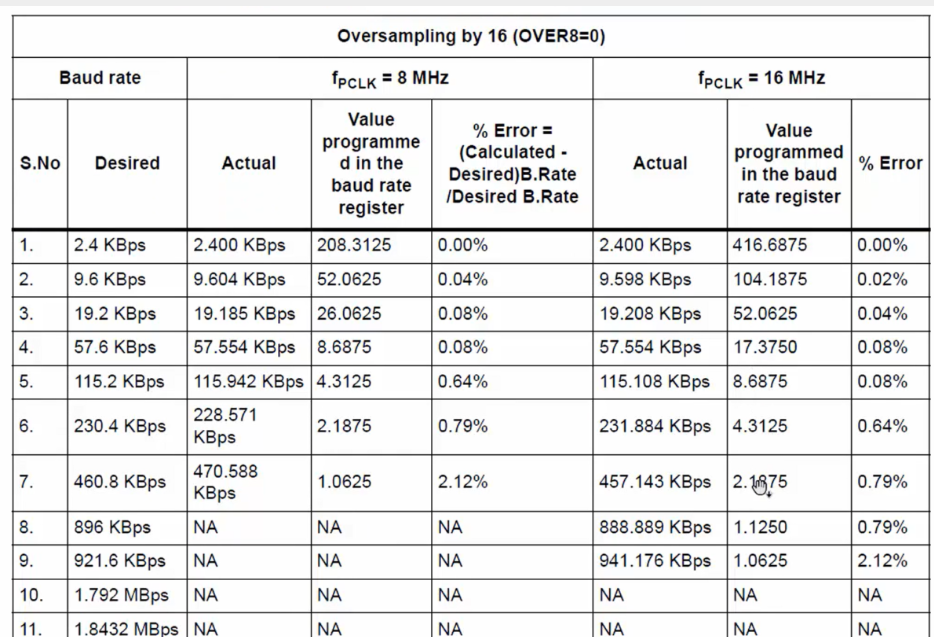 Oversampling by 16 (OVER8=0)
Baud rate fPCLK = 8 MHz fPCLK = 16 MHz
S.No Desired Actual Value programme d in the baud rate register % Error = (Calculated - Desired)B.Rate /Desired B.Rate Actual Value programmed in the baud rate register % Error
1. 2.4 KBps 2.400 KBps 208.3125 0.00% 2.400 KBps 416.6875 0.00%
2. 9.6 KBps 9.604 KBps 52.0625 0.04% 9.598 KBps 104.1875 0.02%
3. 19.2 KBps 19.185 KBps 26.0625 0.08% 19.208 KBps 52.0625 0.04%
4. 57.6 KBps 57.554 KBps 8.6875 0.08% 57.554 KBps 17.3750 0.08%
5. 115.2 KBps 115.942 KBps 4.3125 0.64% 115.108 KBps 8.6875 0.08%
6. 230.4 KBps 228.571 KBps 2.1875 0.79% 231.884 KBps 4.3125 0.64%
7. 460.8 KBps 470.588 KBps 1.0625 2.12% 457.143 KBps 2.1875 0.79%
8. 896 KBps NA NA NA 888.889 KBps 1.1250 0.79%
9. 921.6 KBps NA NA NA 941.176 KBps 1.0625 2.12%
10. 1.792 MBps NA NA NA NA NA NA
11. 1.8432 MBps NA NA NA NA NA NA